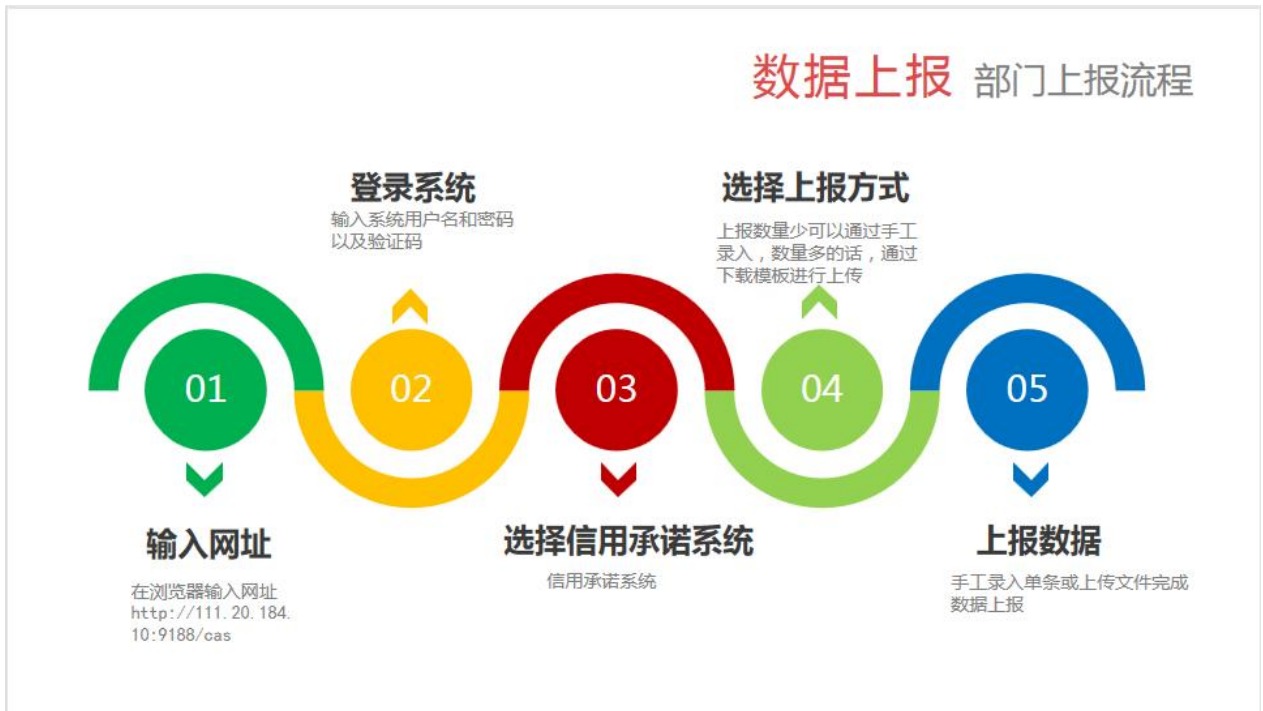 数据上报 部门上报流程
登录系统
输入系统用户名和密码
以及验证码
选择上报方式
上报数量少可以通过手工
录入，数量多的话，通过
下载模板进行上传
01
02
03
04
05
输入网址
在浏览器输入网址
http://111.20.184.
10:9188/cas
选择信用承诺系统
信用承诺系统
上报数据
手工录入单条或上传文件完成
数据上报